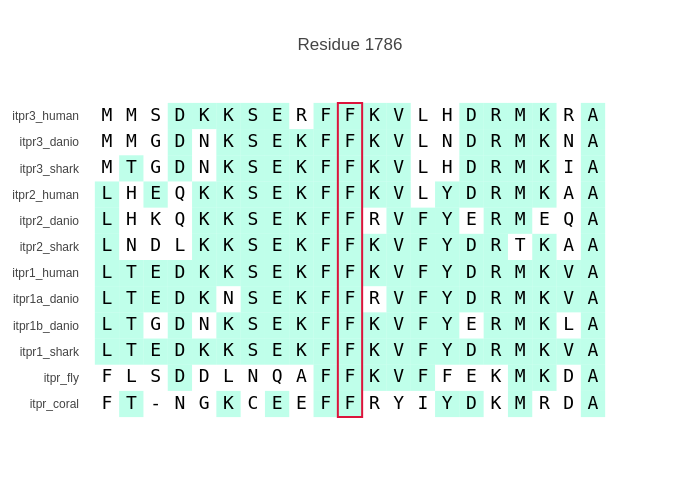 Residue 1786
itpr3_human M M S D K K S E R F F K V L H D R M K R A
itpr3_danio M M G D N K S E K F F K V L N D R M K N A
itpr3_shark M T G D N K S E K F F K V L H D R M K I A
itpr2_human L H E Q K K S E K F F K V L Y D R M K A A
itpr2_danio L H K Q K K S E K F F R V F Y E R M E Q A
itpr2_shark L N D L K K S E K F F K V F Y D R T K A A
itpr1_human L T E D K K S E K F F K V F Y D R M K V A
itpr1a_danio L T E D K N S E K F F R V F Y D R M K V A
itpr1b_danio L T G D N K S E K F F K V F Y E R M K L A
itpr1_shark L T E D K K S E K F F K V F Y D R M K V A
itpr_fly F L S D D L N Q A F F K V F F E K M K D A
itpr_coral F T - N G K C E E F F R Y I Y D K M R D A